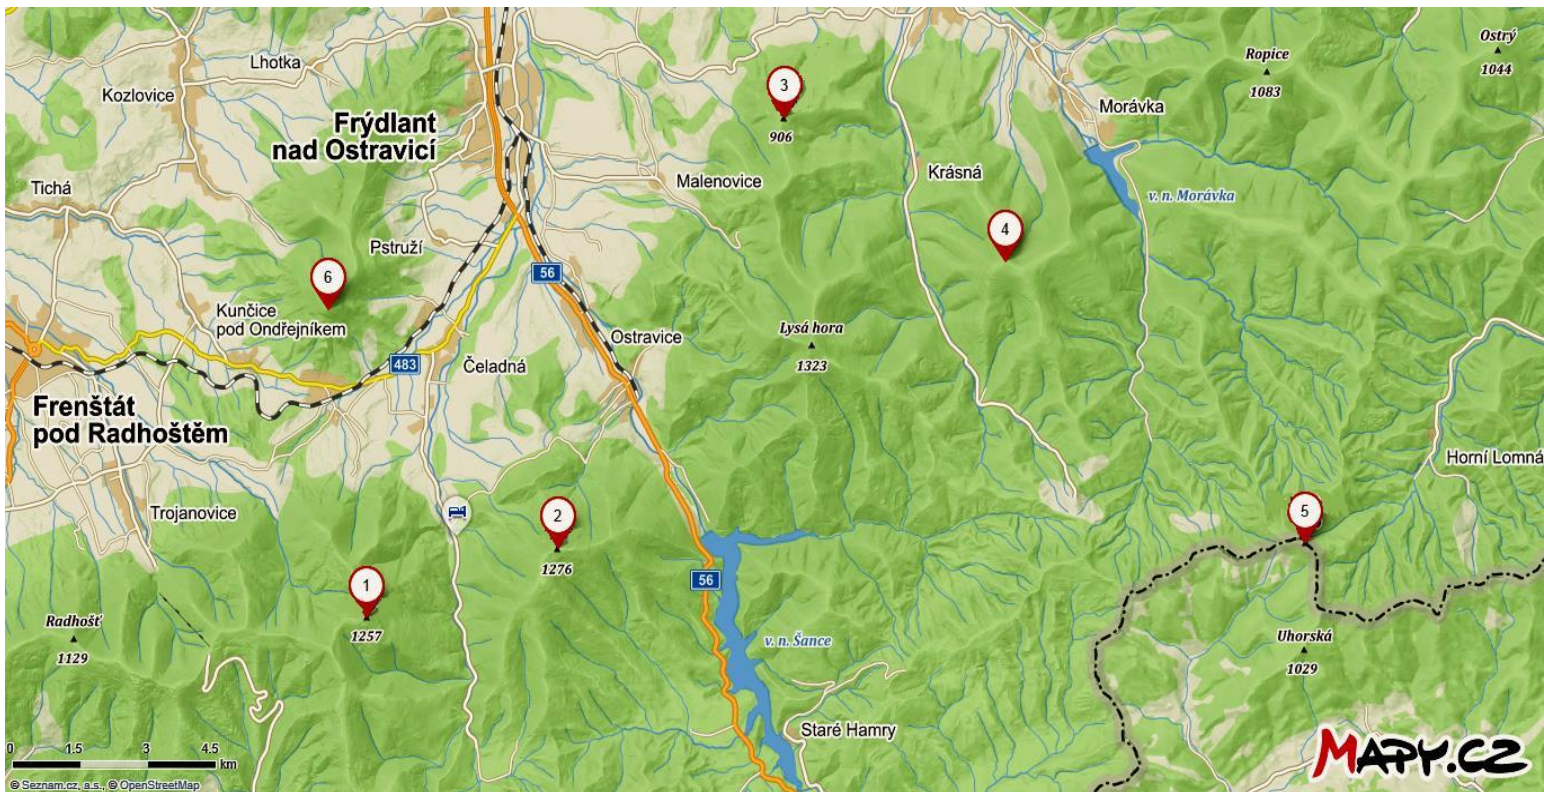 Ostrý
1044
Ropice
1083
Lhotka
Kozlovice
3
906
Morávka
Frýdlant
nad Ostravicí
Malenovice
Krásná
Tichá
v. n. Morávka
4
Pstruží
6
56
Kunčice
pod Ondřejníkem
Lysá hora
1323
Ostravice
483
Čeladná
Frenštát
pod Radhoštěm
Horní Lomná
Trojanovice
2
1276
5
56
1
1257
Radhošť
1129
v. n. Šance
Uhorská
1029
Staré Hamry
0 1.5 3 4.5
km
© Seznam.cz, a.s., © OpenStreetMap
MAPY.CZ